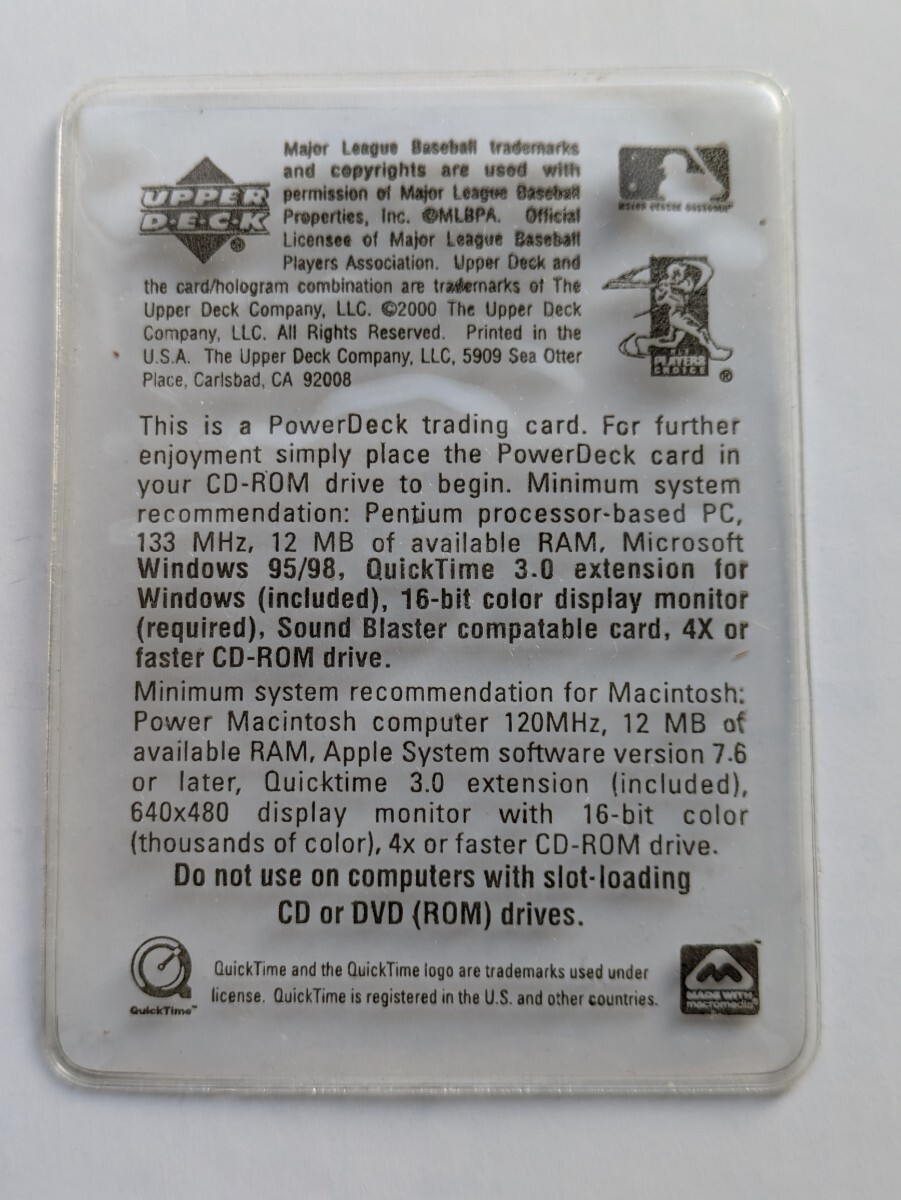 UPPER
D·E·C·K
®
Major League Baseball trademarks
and copyrights are used with
permission of Major League Baseball
Properties, Inc. ©MLBPA. Official
Licensee of Major League Baseball
Players Association. Upper Deck and
the card/hologram combination are trademarks of The
Upper Deck Company, LLC. ©2000 The Upper Deck
Company, LLC. All Rights Reserved. Printed in the
U.S.A. The Upper Deck Company, LLC, 5909 Sea Otter
Place, Carlsbad, CA 92008
MAJOR LEAGUE BASEBALL
PLAYERS
CHOICE
®
This is a PowerDeck trading card. For further
enjoyment simply place the PowerDeck card in
your CD-ROM drive to begin. Minimum system
recommendation: Pentium processor-based PC,
133 MHz, 12 MB of available RAM, Microsoft
Windows 95/98, QuickTime 3.0 extension for
Windows (included), 16-bit color display monitor
(required), Sound Blaster compatable card, 4X or
faster CD-ROM drive.
Minimum system recommendation for Macintosh:
Power Macintosh computer 120MHz, 12 MB of
available RAM, Apple System software version 7.6
or later, Quicktime 3.0 extension (included),
640x480 display monitor with 16-bit color
(thousands of color), 4x or faster CD-ROM drive.
Do not use on computers with slot-loading
CD or DVD (ROM) drives.
QuickTime™
QuickTime and the QuickTime logo are trademarks used under
license. QuickTime is registered in the U.S. and other countries.
MADE WITH
macromedia®